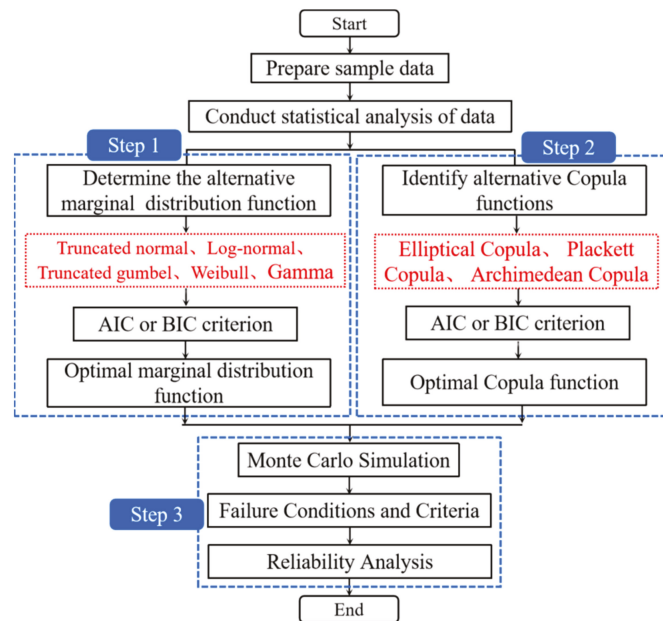 Start
Prepare sample data
Conduct statistical analysis of data
Step 1
Step 2
Determine the alternative
marginal distribution function
Identify alternative Copula
functions
Truncated normal、Log-normal、
Truncated gumbel、Weibull、Gamma
Elliptical Copula、 Plackett
Copula、 Archimedean Copula
AIC or BIC criterion
AIC or BIC criterion
Optimal marginal distribution
function
Optimal Copula function
Monte Carlo Simulation
Step 3
Failure Conditions and Criteria
Reliability Analysis
End